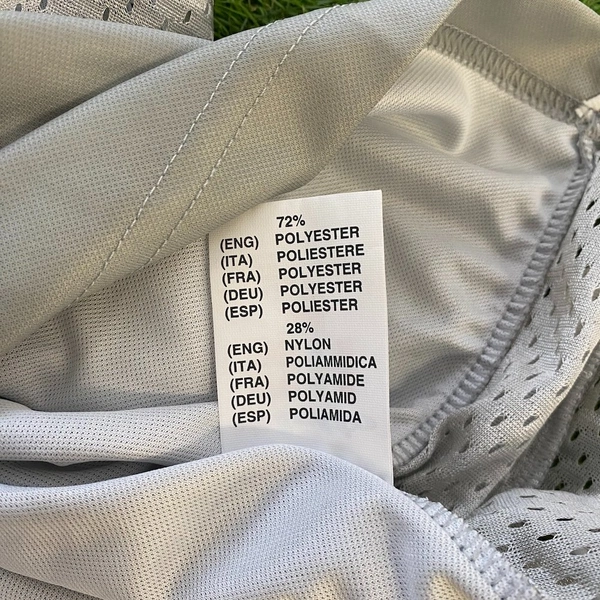 72%
(ENG) POLYESTER
(ITA) POLIESTERE
(FRA) POLYESTER
(DEU) POLYESTER
(ESP) POLIESTER
28%
(ENG) NYLON
(ITA) POLIAMMIDICA
(FRA) POLYAMIDE
(DEU) POLYAMID
(ESP) POLIAMIDA